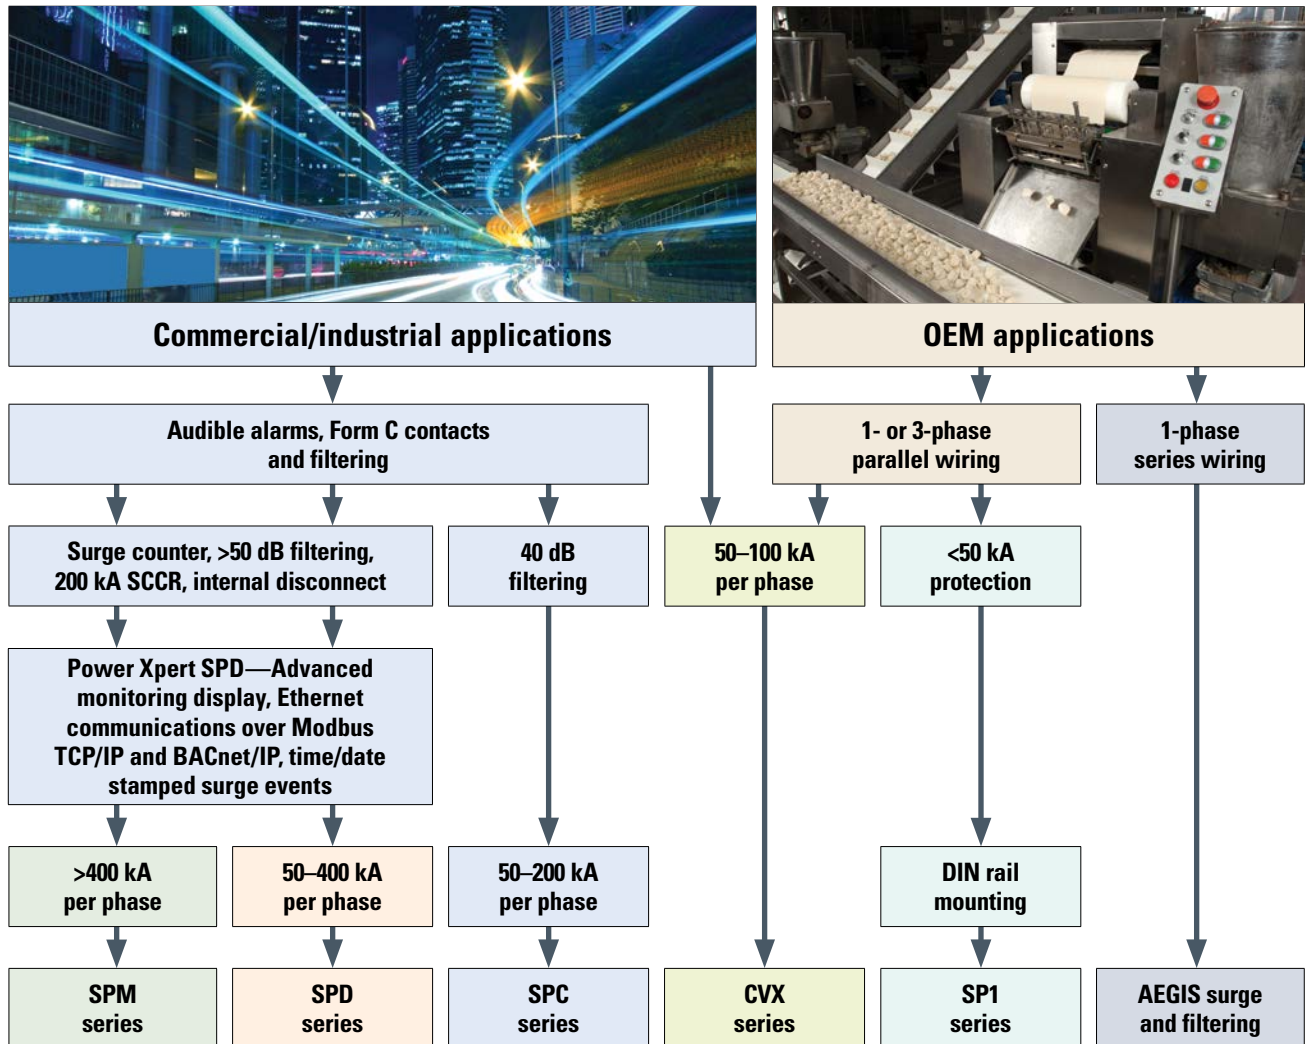 Commercial/industrial applications
OEM applications
Audible alarms, Form C contacts
and filtering
1- or 3-phase
parallel wiring
1-phase
series wiring
Surge counter, >50 dB filtering,
200 kA SCCR, internal disconnect
40 dB
filtering
50–100 kA
per phase
<50 kA
protection
Power Xpert SPD—Advanced
monitoring display, Ethernet
communications over Modbus
TCP/IP and BACnet/IP, time/date
stamped surge events
>400 kA
per phase
50–400 kA
per phase
50–200 kA
per phase
DIN rail
mounting
SPM
series
SPD
series
SPC
series
CVX
series
SP1
series
AEGIS surge
and filtering